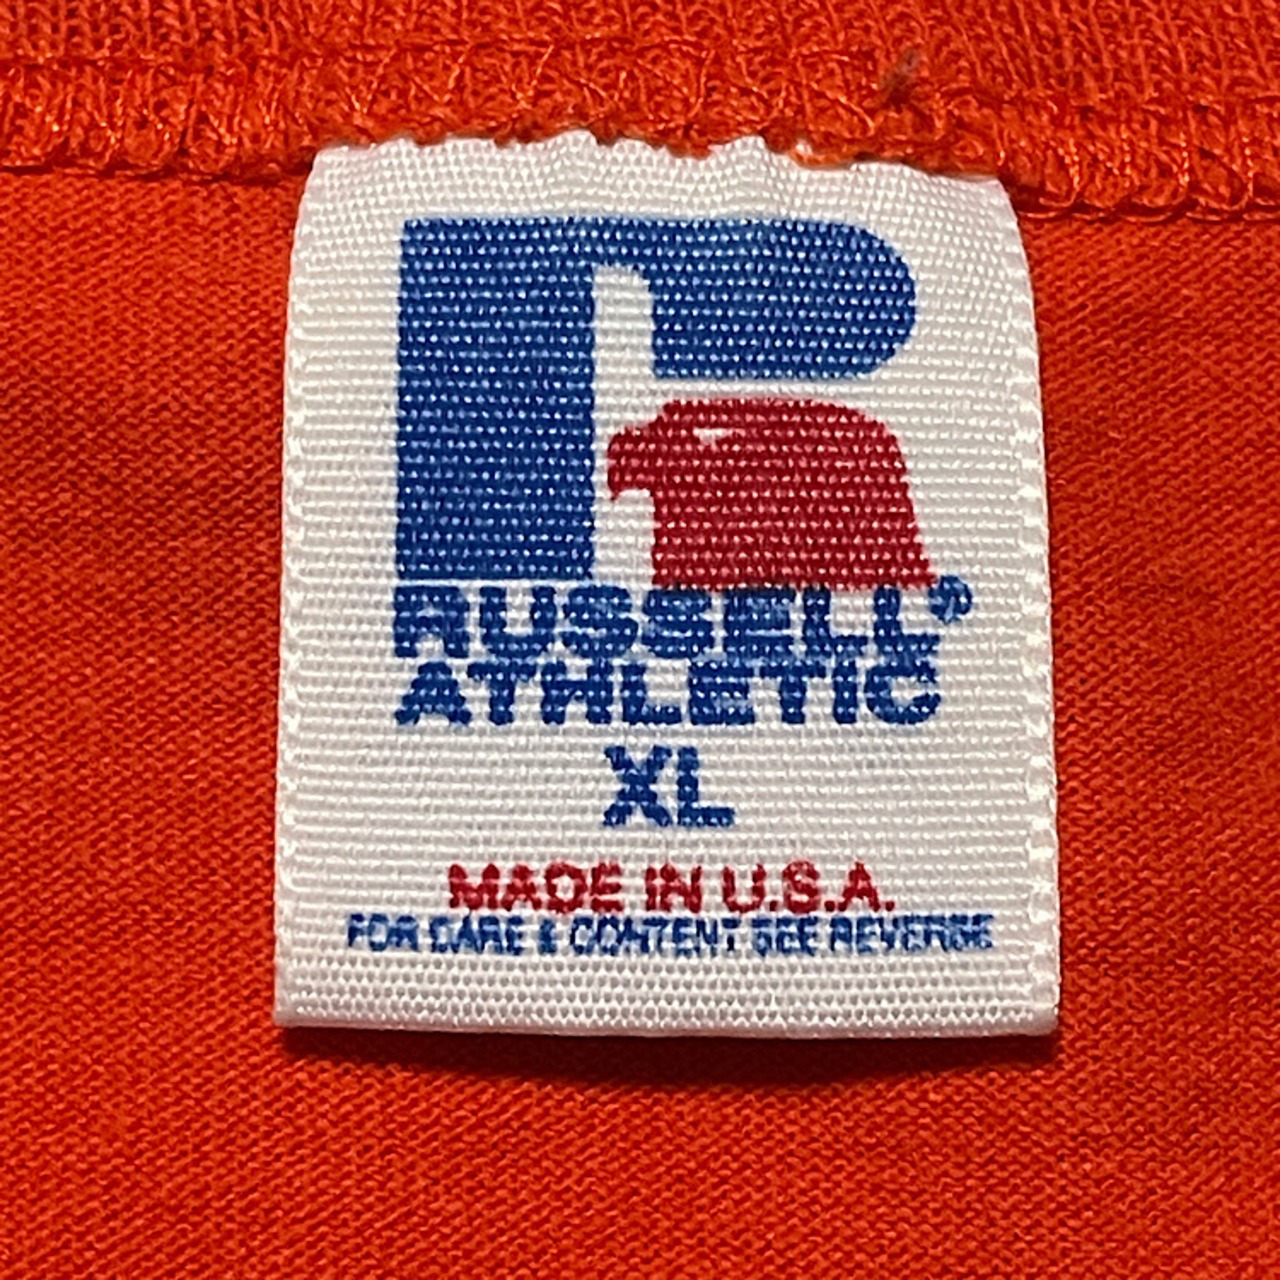 R
RUSSELL®
ATHLETIC
XL
MADE IN U.S.A.
FOR CARE & CONTENT SEE REVERSE